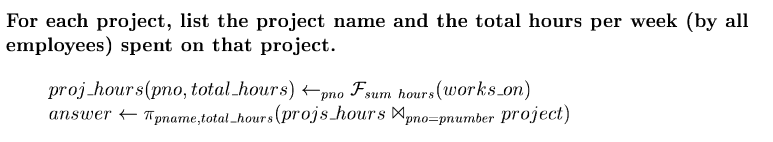 For each project, list the project name and the total hours per week (by all
employees) spent on that project.
proj_hours(pno, total_hours) ←pno ℱsum hours(works_on)
answer ← πpname,total_hours(projs_hours ⋈pno=pnumber project)